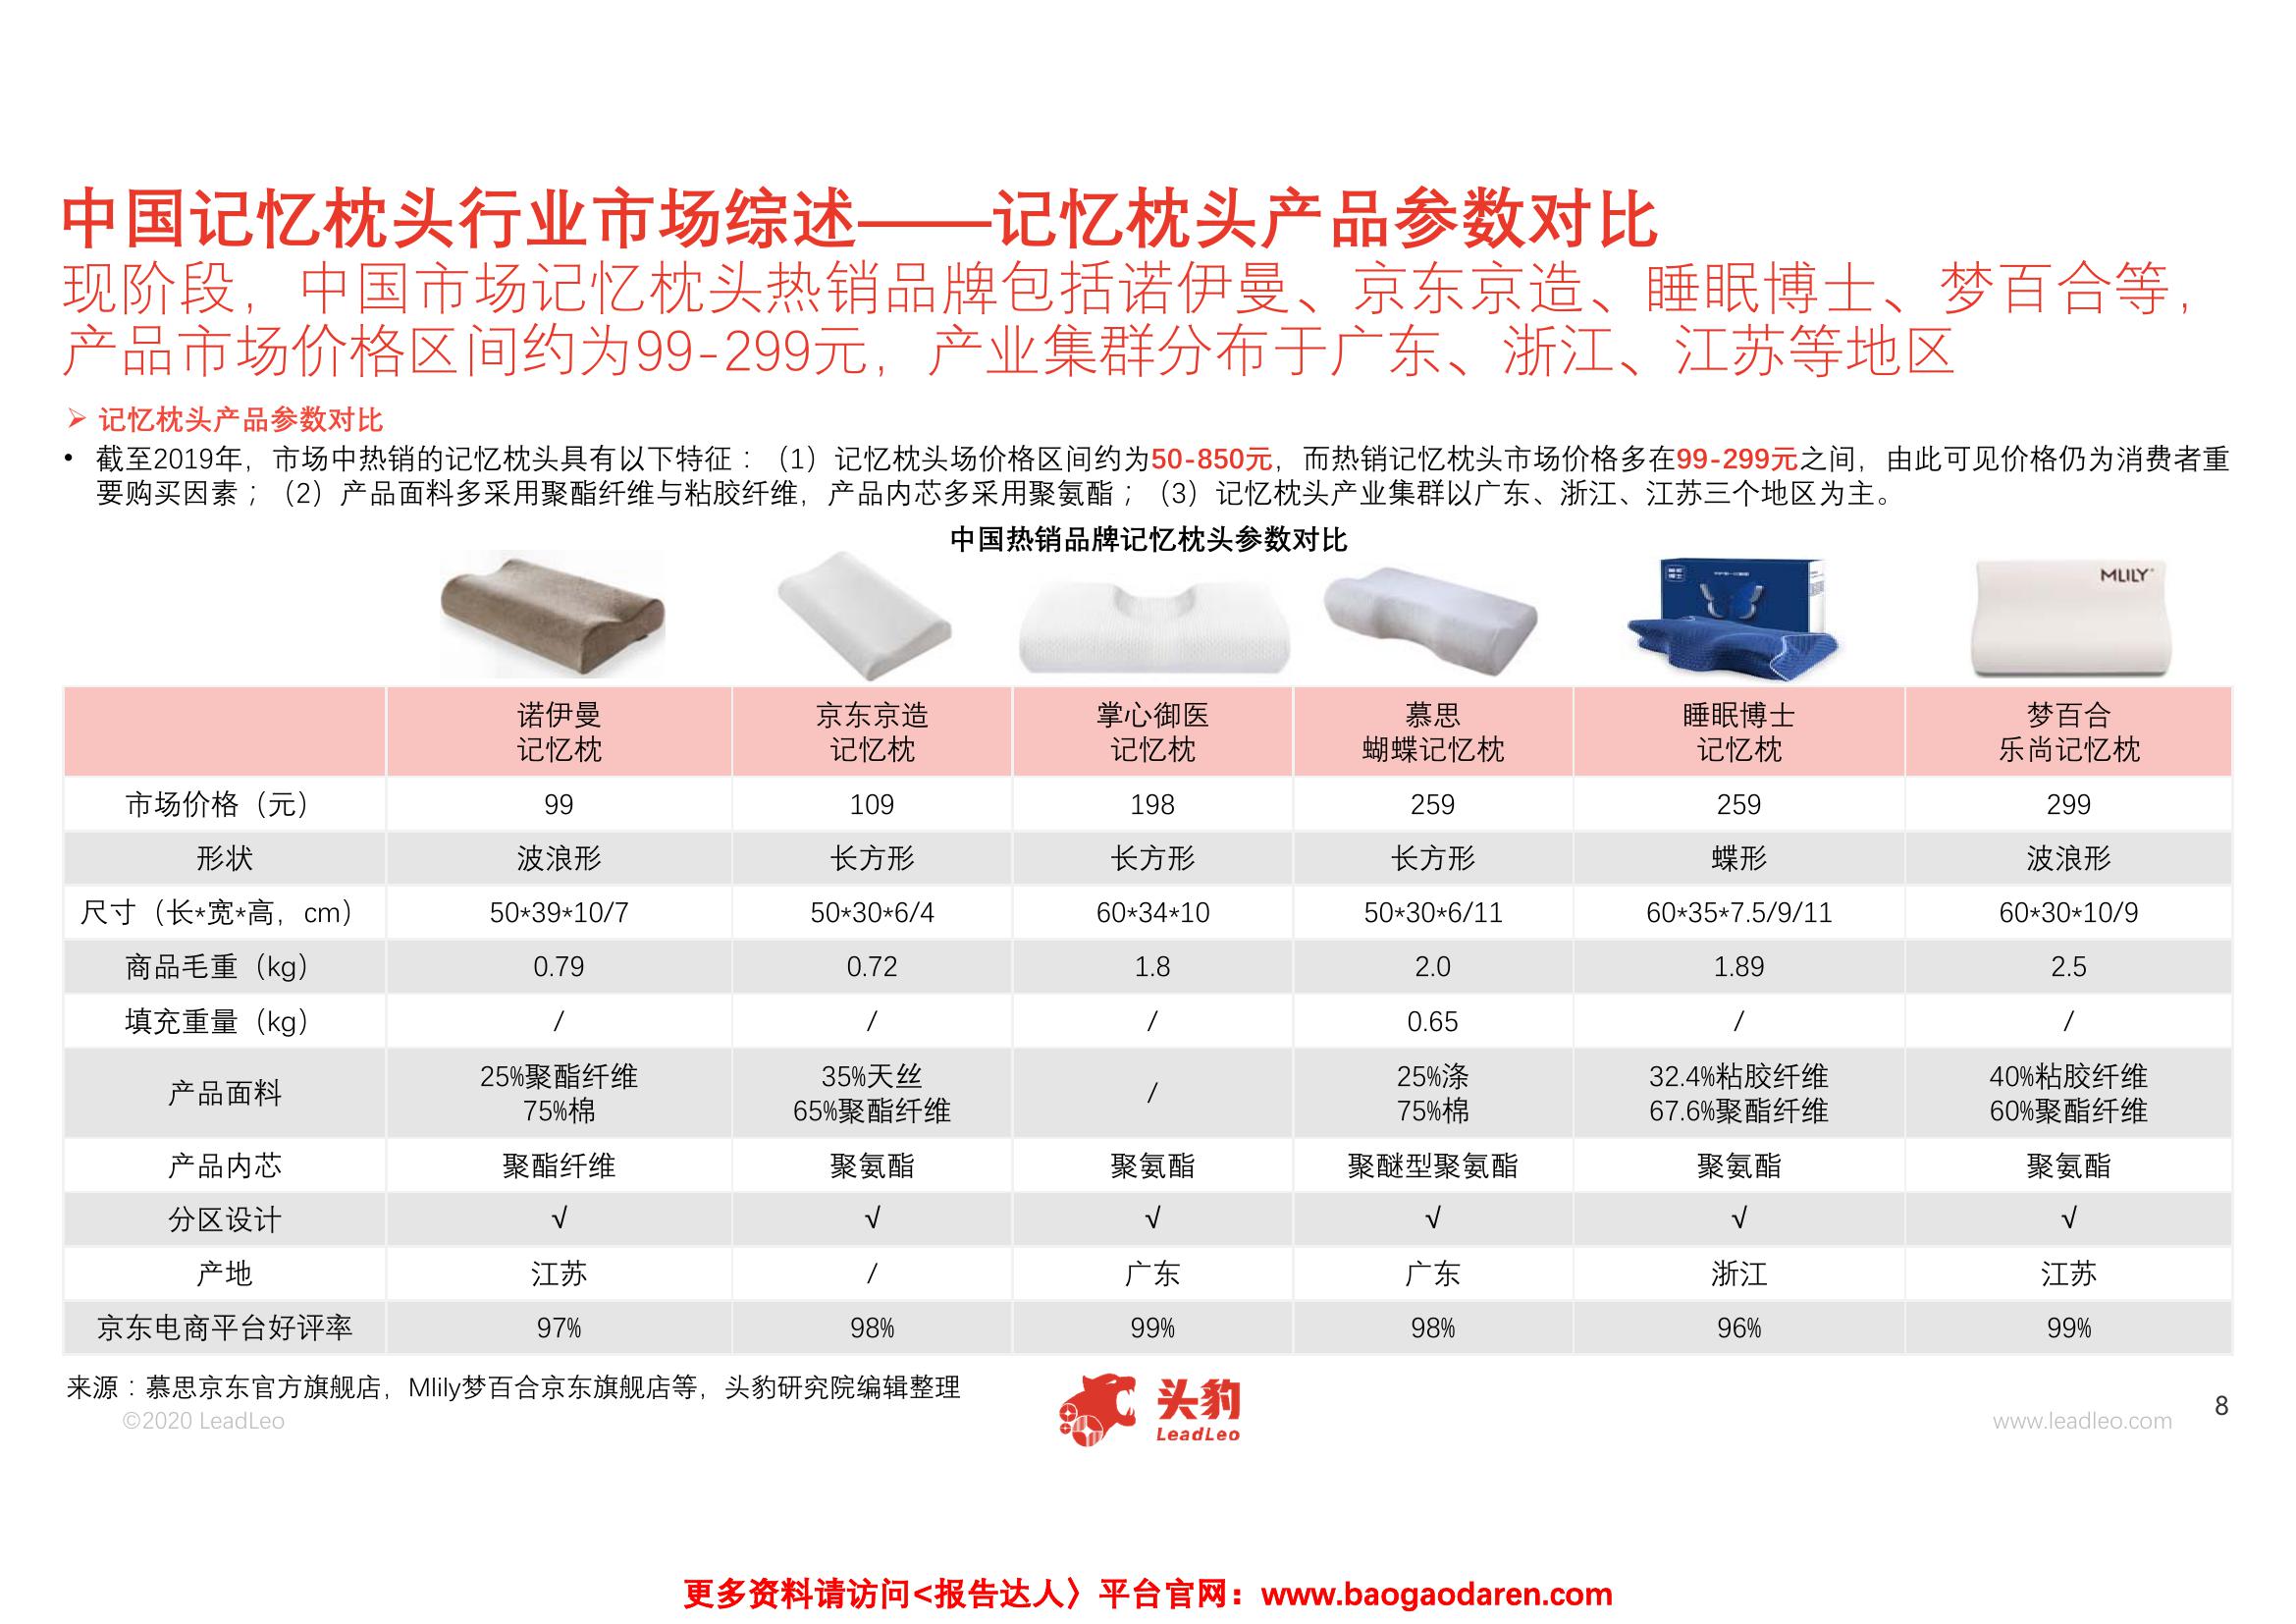 中国记忆枕头行业市场综述——记忆枕头产品参数对比
现阶段，中国市场记忆枕头热销品牌包括诺伊曼、京东京造、睡眠博士、梦百合等，
产品市场价格区间约为99-299元，产业集群分布于广东、浙江、江苏等地区
➢ 记忆枕头产品参数对比
• 截至2019年，市场中热销的记忆枕头具有以下特征：（1）记忆枕头场价格区间约为50-850元，而热销记忆枕头市场价格多在99-299元之间，由此可见价格仍为消费者重
要购买因素；（2）产品面料多采用聚酯纤维与粘胶纤维，产品内芯多采用聚氨酯；（3）记忆枕头产业集群以广东、浙江、江苏三个地区为主。
中国热销品牌记忆枕头参数对比
MLILY
诺伊曼 京东京造 掌心御医 慕思 睡眠博士 梦百合
记忆枕 记忆枕 记忆枕 蝴蝶记忆枕 记忆枕 乐尚记忆枕
市场价格（元） 99 109 198 259 259 299
形状 波浪形 长方形 长方形 长方形 蝶形 波浪形
尺寸（长*宽*高，cm） 50*39*10/7 50*30*6/4 60*34*10 50*30*6/11 60*35*7.5/9/11 60*30*10/9
商品毛重（kg） 0.79 0.72 1.8 2.0 1.89 2.5
填充重量（kg） / / / 0.65 / /
产品面料 25%聚酯纤维 35%天丝 / 25%涤 32.4%粘胶纤维 40%粘胶纤维
75%棉 65%聚酯纤维 75%棉 67.6%聚酯纤维 60%聚酯纤维
产品内芯 聚酯纤维 聚氨酯 聚氨酯 聚醚型聚氨酯 聚氨酯 聚氨酯
分区设计 √ √ √ √ √ √
产地 江苏 / 广东 广东 浙江 江苏
京东电商平台好评率 97% 98% 99% 98% 96% 99%
来源：慕思京东官方旗舰店，Mlily梦百合京东旗舰店等，头豹研究院编辑整理
©2020 LeadLeo
头豹
LeadLeo
www.leadleo.com
8
更多资料请访问<报告达人〉平台官网：www.baogaodaren.com